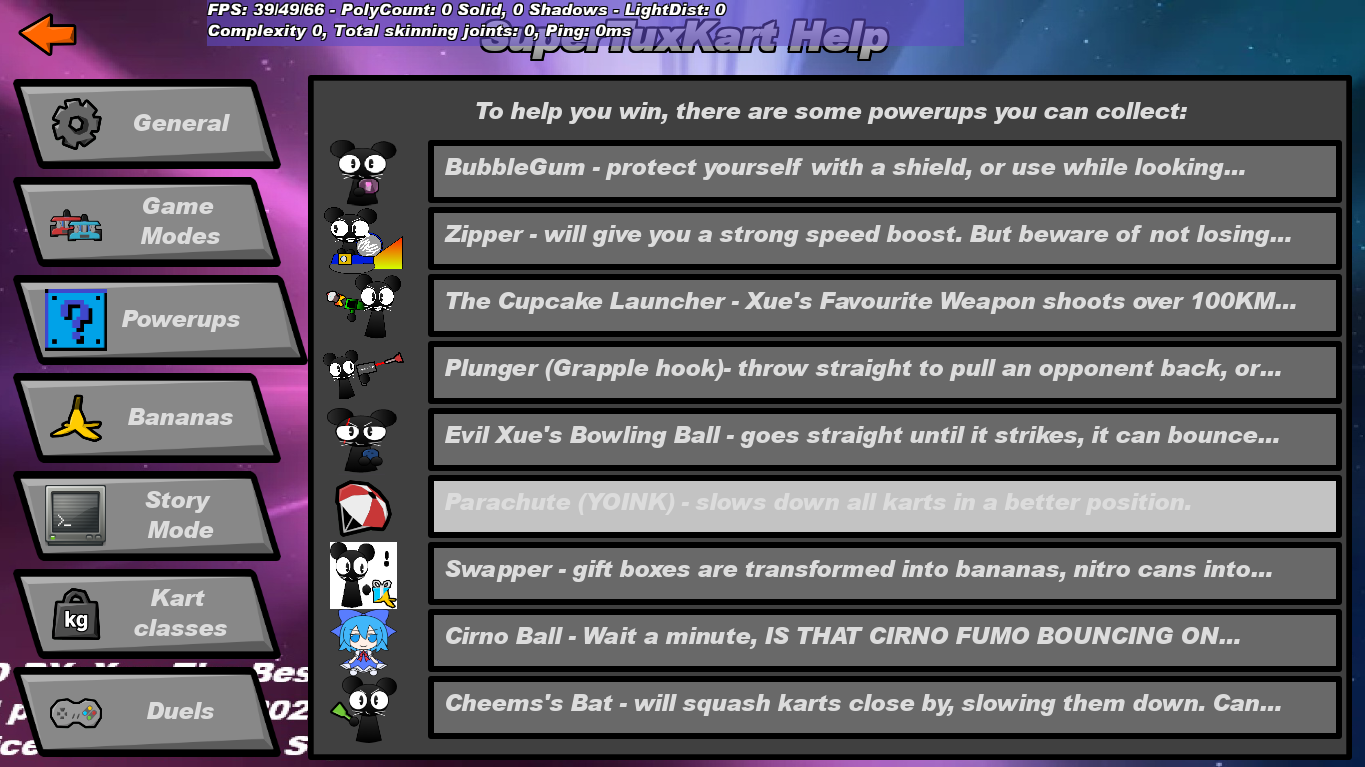 FPS: 39/49/66 - PolyCount: 0 Solid, 0 Shadows - LightDist: 0
Complexity 0, Total skinning joints: 0, Ping: 0ms
SuperTuxKart Help
General
Game
Modes
Powerups
Bananas
Story
Mode
Kart
classes
kg
Duels
To help you win, there are some powerups you can collect:
BubbleGum - protect yourself with a shield, or use while looking...
Zipper - will give you a strong speed boost. But beware of not losing...
The Cupcake Launcher - Xue's Favourite Weapon shoots over 100KM...
Plunger (Grapple hook)- throw straight to pull an opponent back, or...
Evil Xue's Bowling Ball - goes straight until it strikes, it can bounce...
Parachute (YOINK) - slows down all karts in a better position.
Swapper - gift boxes are transformed into bananas, nitro cans into...
Cirno Ball - Wait a minute, IS THAT CIRNO FUMO BOUNCING ON...
Cheems's Bat - will squash karts close by, slowing them down. Can...